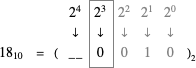 2⁴ 2³ 2² 2¹ 2⁰
↓ ↓ ↓ ↓ ↓
18₁₀ = ( __ 0 0 1 0 )₂